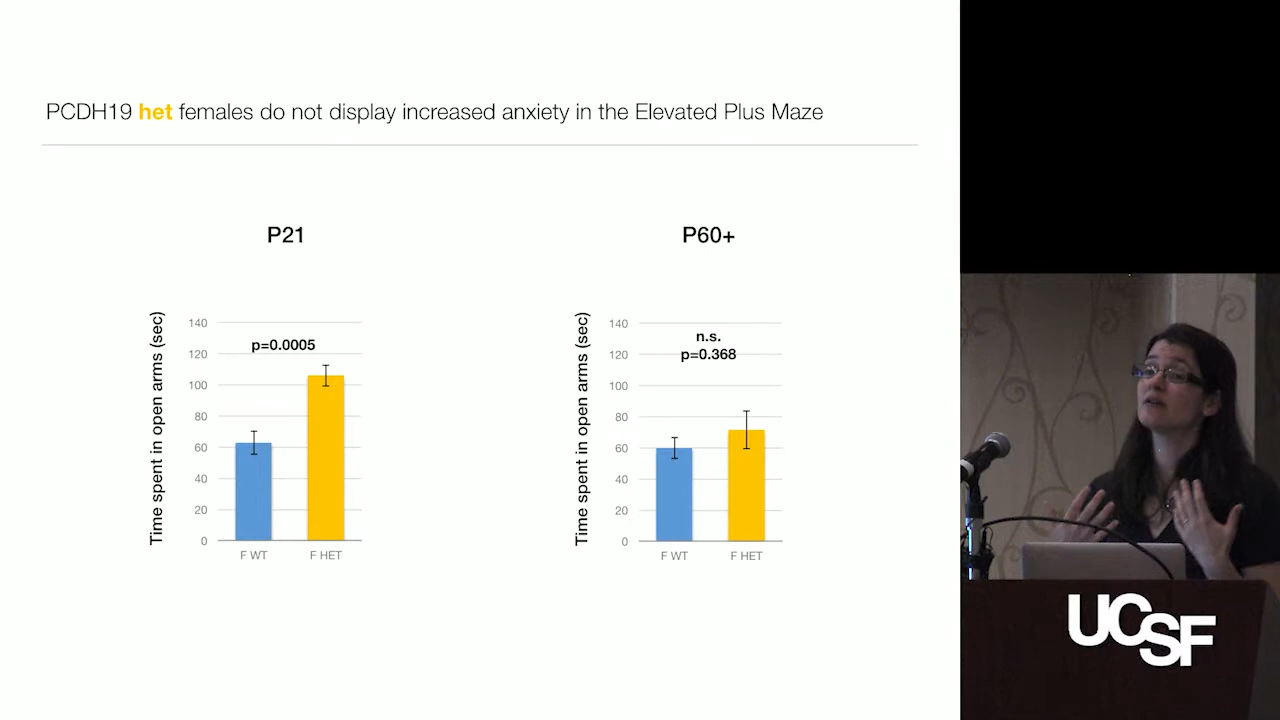 PCDH19 het females do not display increased anxiety in the Elevated Plus Maze
P21
Time spent in open arms (sec)
140
120
100
80
60
40
20
0
p=0.0005
F WT
F HET
P60+
Time spent in open arms (sec)
140
120
100
80
60
40
20
0
n.s.
p=0.368
F WT
F HET
UCSF